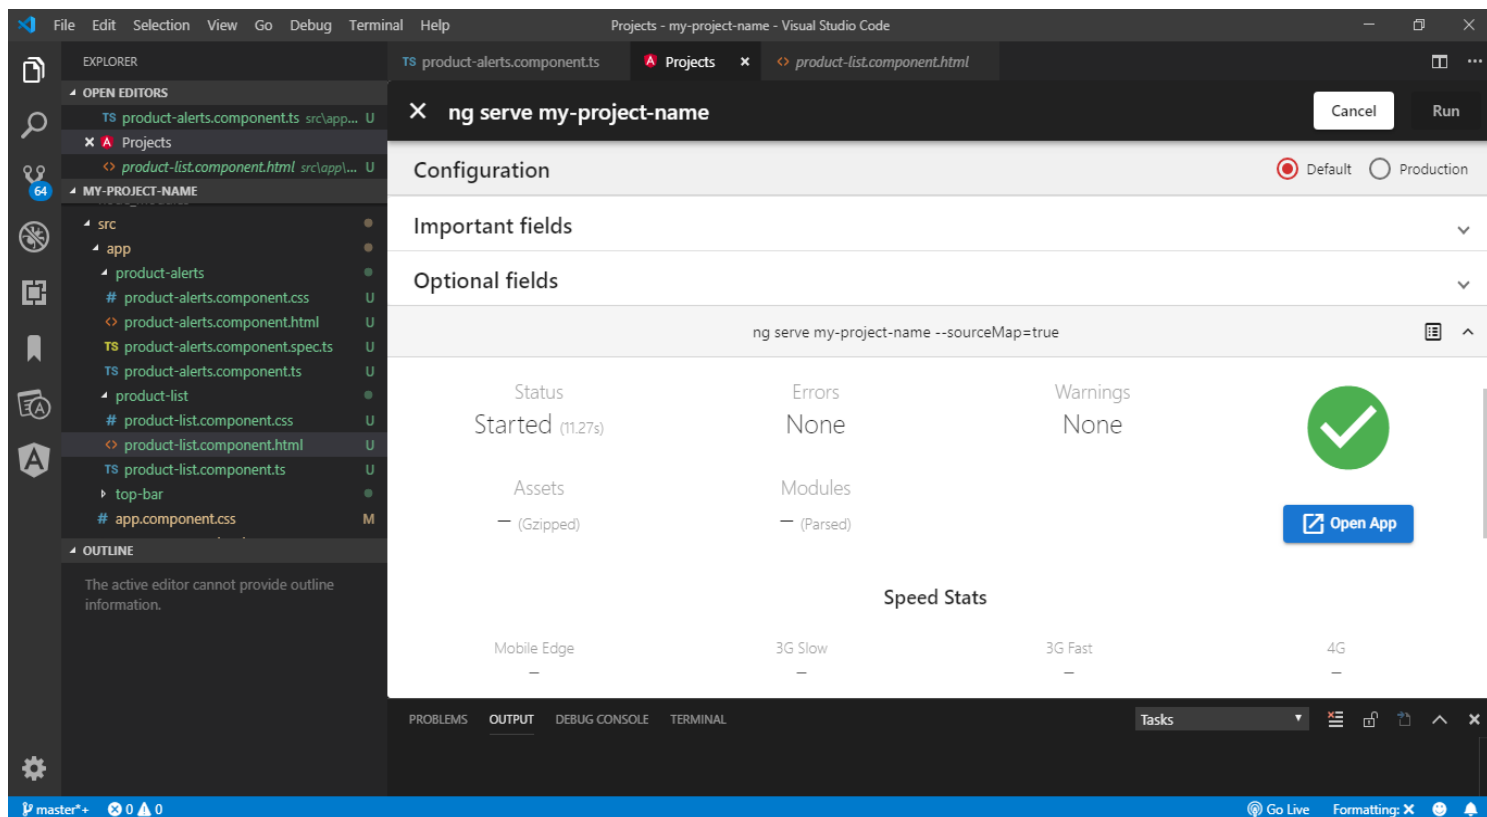 File Edit Selection View Go Debug Terminal Help
Projects - my-project-name - Visual Studio Code
EXPLORER
OPEN EDITORS
TS product-alerts.component.ts src\app... U
Projects
<> product-list.component.html src\app\... U
64
MY-PROJECT-NAME
src
app
product-alerts
# product-alerts.component.css U
<> product-alerts.component.html U
TS product-alerts.component.spec.ts U
TS product-alerts.component.ts U
product-list
# product-list.component.css U
<> product-list.component.html U
TS product-list.component.ts U
top-bar
# app.component.css M
OUTLINE
The active editor cannot provide outline
information.
TS product-alerts.component.ts
Projects
<> product-list.component.html
ng serve my-project-name
Cancel Run
Configuration
Default Production
Important fields
Optional fields
ng serve my-project-name --sourceMap=true
Status Errors Warnings
Started (11.27s) None None
Assets Modules
— (Gzipped) — (Parsed)
Open App
Speed Stats
Mobile Edge 3G Slow 3G Fast 4G
— — — —
PROBLEMS OUTPUT DEBUG CONSOLE TERMINAL
Tasks
master*+ 0 0
Go Live Formatting: ✕